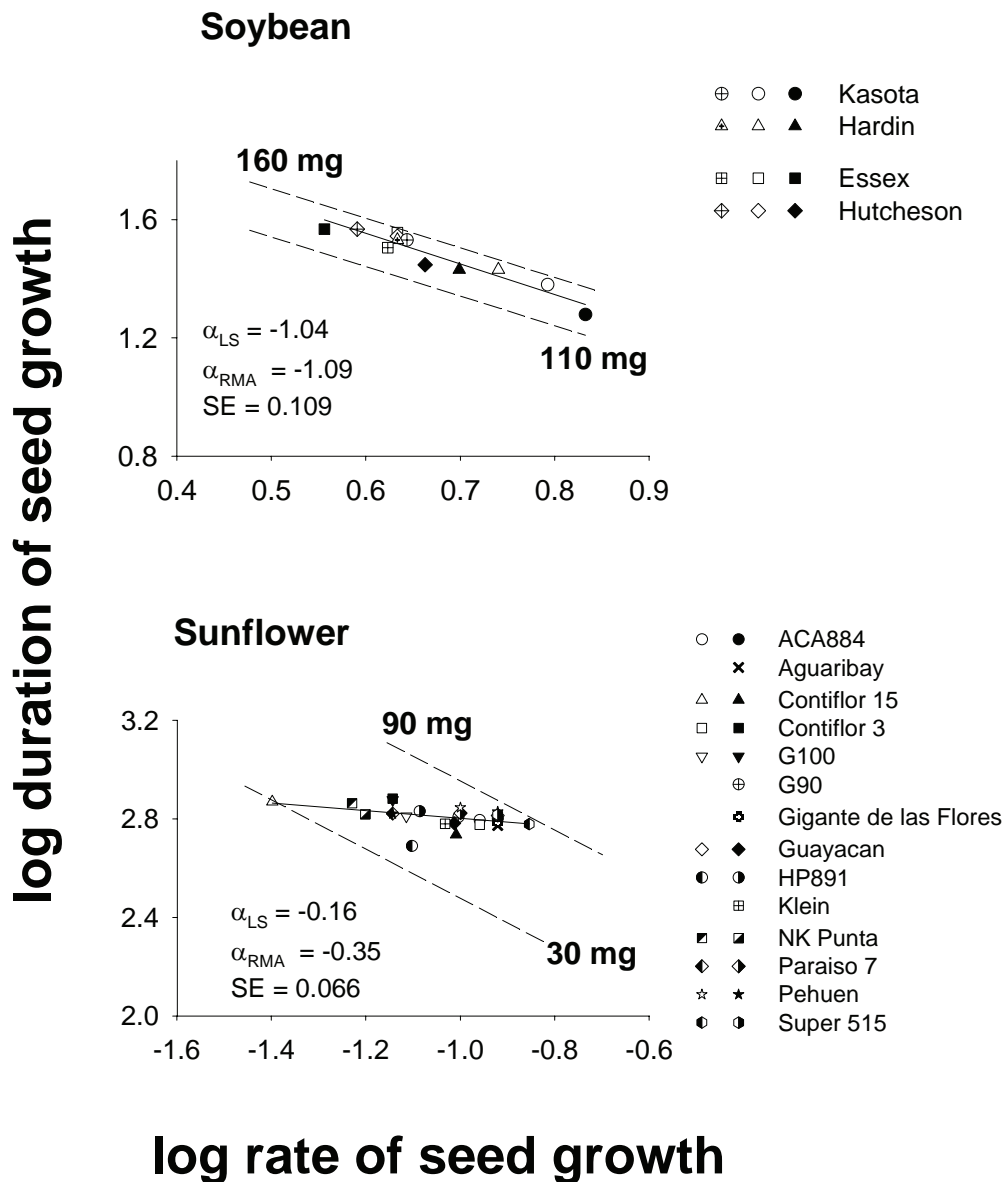 Soybean
Kasota
Hardin
Essex
Hutcheson
160 mg
110 mg
1.6
1.2
0.8
αLS = -1.04
αRMA = -1.09
SE = 0.109
0.4 0.5 0.6 0.7 0.8 0.9
log duration of seed growth
Sunflower
ACA884
Aguaribay
Contiflor 15
Contiflor 3
G100
G90
Gigante de las Flores
Guayacan
HP891
Klein
NK Punta
Paraiso 7
Pehuen
Super 515
90 mg
30 mg
3.2
2.8
2.4
2.0
αLS = -0.16
αRMA = -0.35
SE = 0.066
-1.6 -1.4 -1.2 -1.0 -0.8 -0.6
log rate of seed growth